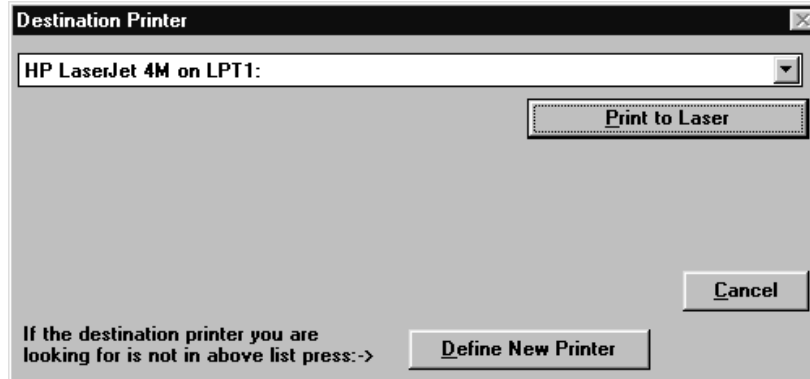 Destination Printer
HP LaserJet 4M on LPT1:
Print to Laser
Cancel
If the destination printer you are
looking for is not in above list press:->
Define New Printer